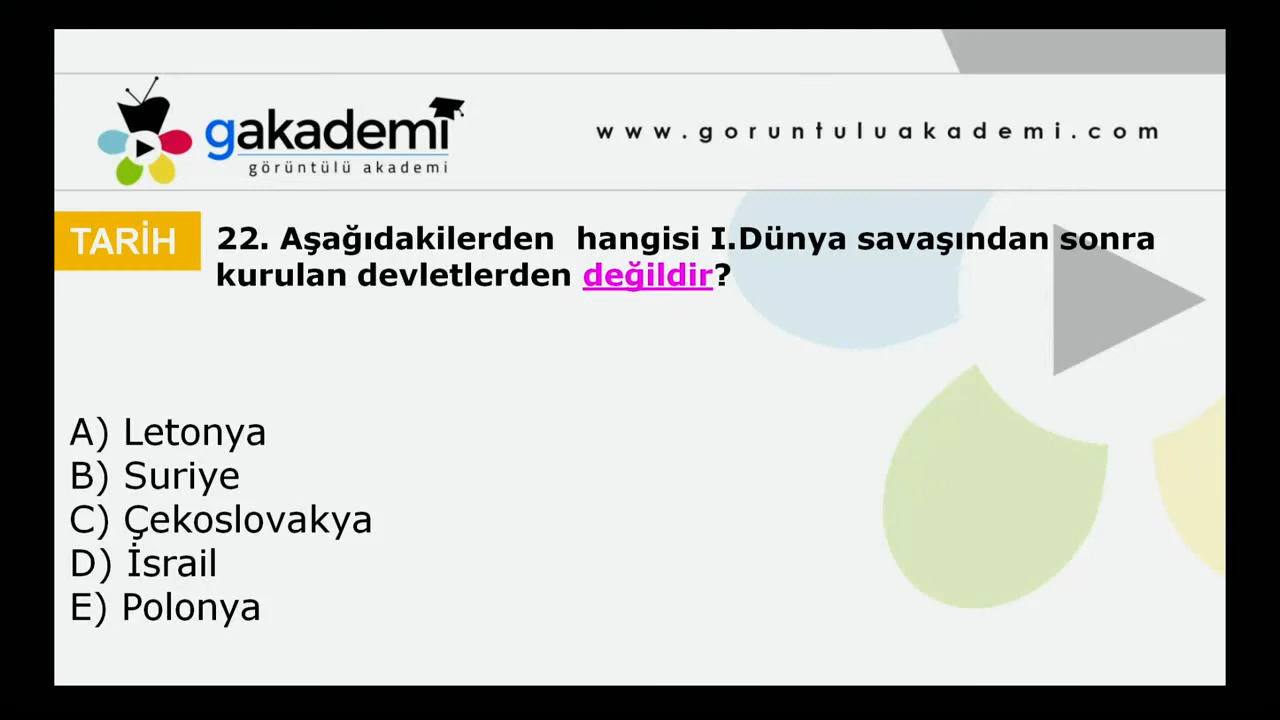 gakademi
görüntülü akademi
www.goruntuluakademi.com
TARİH
22. Aşağıdakilerden hangisi I.Dünya savaşından sonra
kurulan devletlerden değildir?
A) Letonya
B) Suriye
C) Çekoslovakya
D) İsrail
E) Polonya